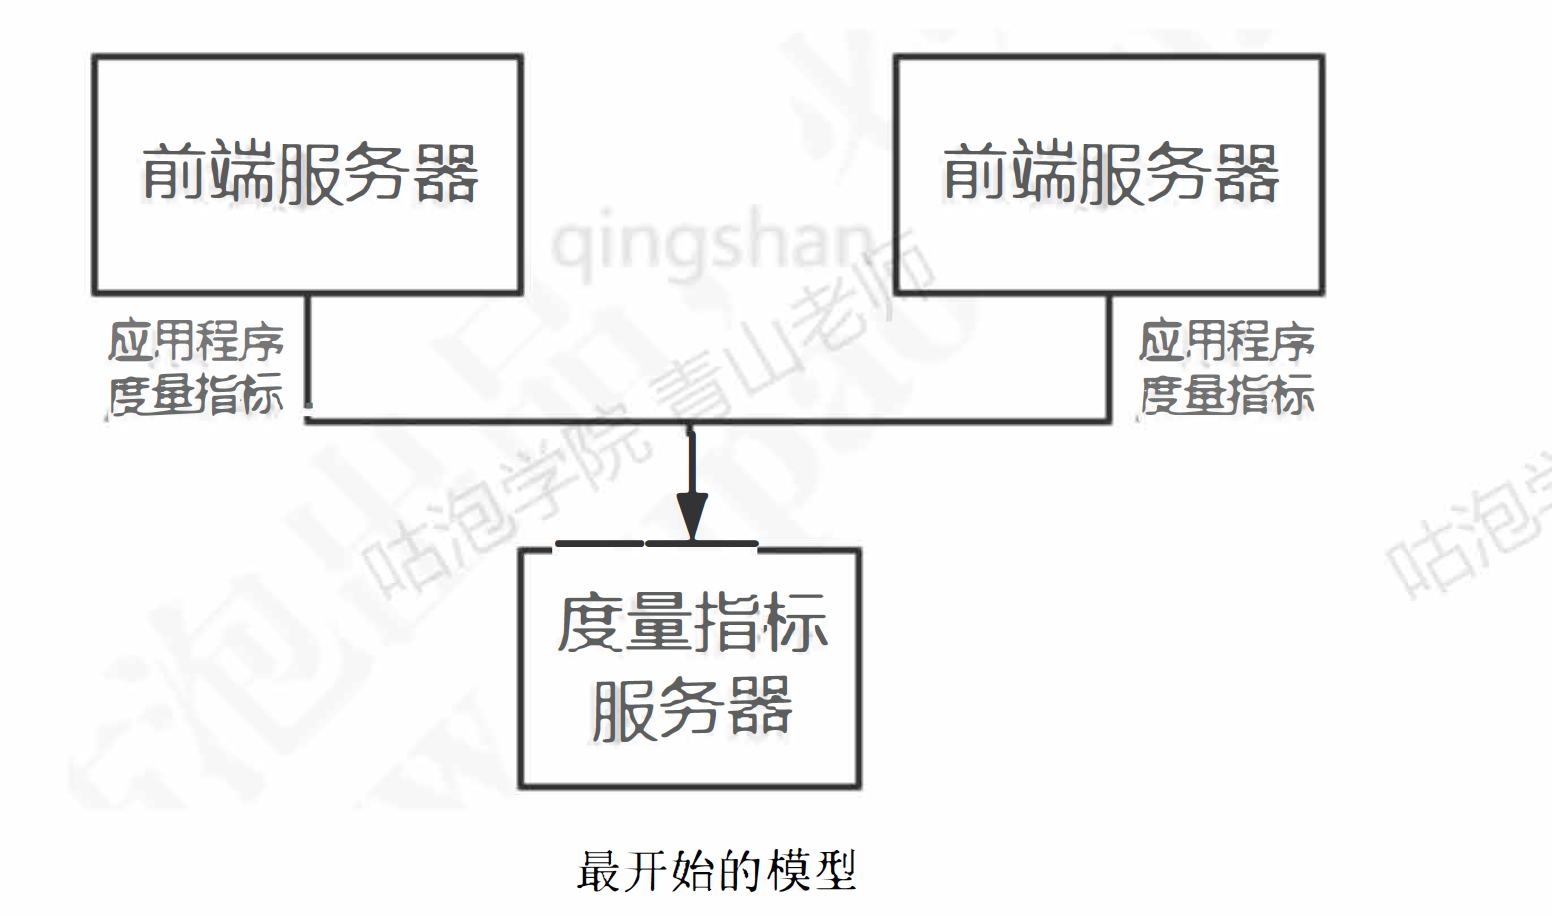 前端服务器
前端服务器
qingshan
应用程序
度量指标
应用程序
度量指标
咕泡学院 青山老师
咕泡学
度量指标
服务器
最开始的模型